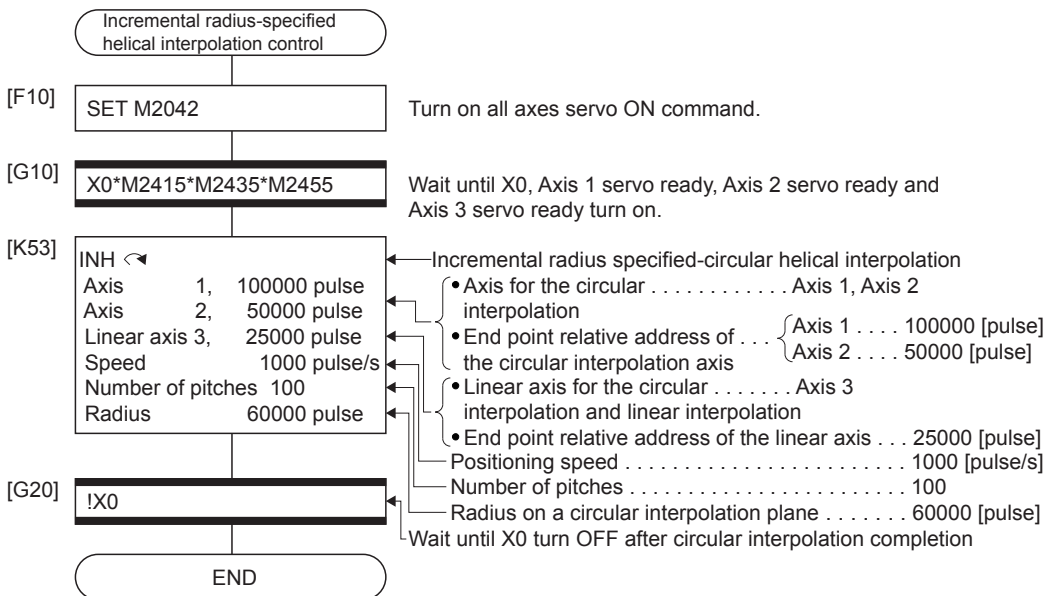 Incremental radius-specified
helical interpolation control
[F10]
SET M2042
Turn on all axes servo ON command.
[G10]
X0*M2415*M2435*M2455
Wait until X0, Axis 1 servo ready, Axis 2 servo ready and
Axis 3 servo ready turn on.
[K53]
INH
Axis 1, 100000 pulse
Axis 2, 50000 pulse
Linear axis 3, 25000 pulse
Speed 1000 pulse/s
Number of pitches 100
Radius 60000 pulse
Incremental radius specified-circular helical interpolation
• Axis for the circular . . . . . . . . . . . . Axis 1, Axis 2
interpolation
• End point relative address of . . .
the circular interpolation axis
Axis 1 . . . . 100000 [pulse]
Axis 2 . . . . 50000 [pulse]
• Linear axis for the circular . . . . . . . Axis 3
interpolation and linear interpolation
• End point relative address of the linear axis . . . 25000 [pulse]
Positioning speed . . . . . . . . . . . . . . . . . . . . . . . 1000 [pulse/s]
Number of pitches . . . . . . . . . . . . . . . . . . . . . . . 100
Radius on a circular interpolation plane . . . . . . . 60000 [pulse]
[G20]
!X0
Wait until X0 turn OFF after circular interpolation completion
END